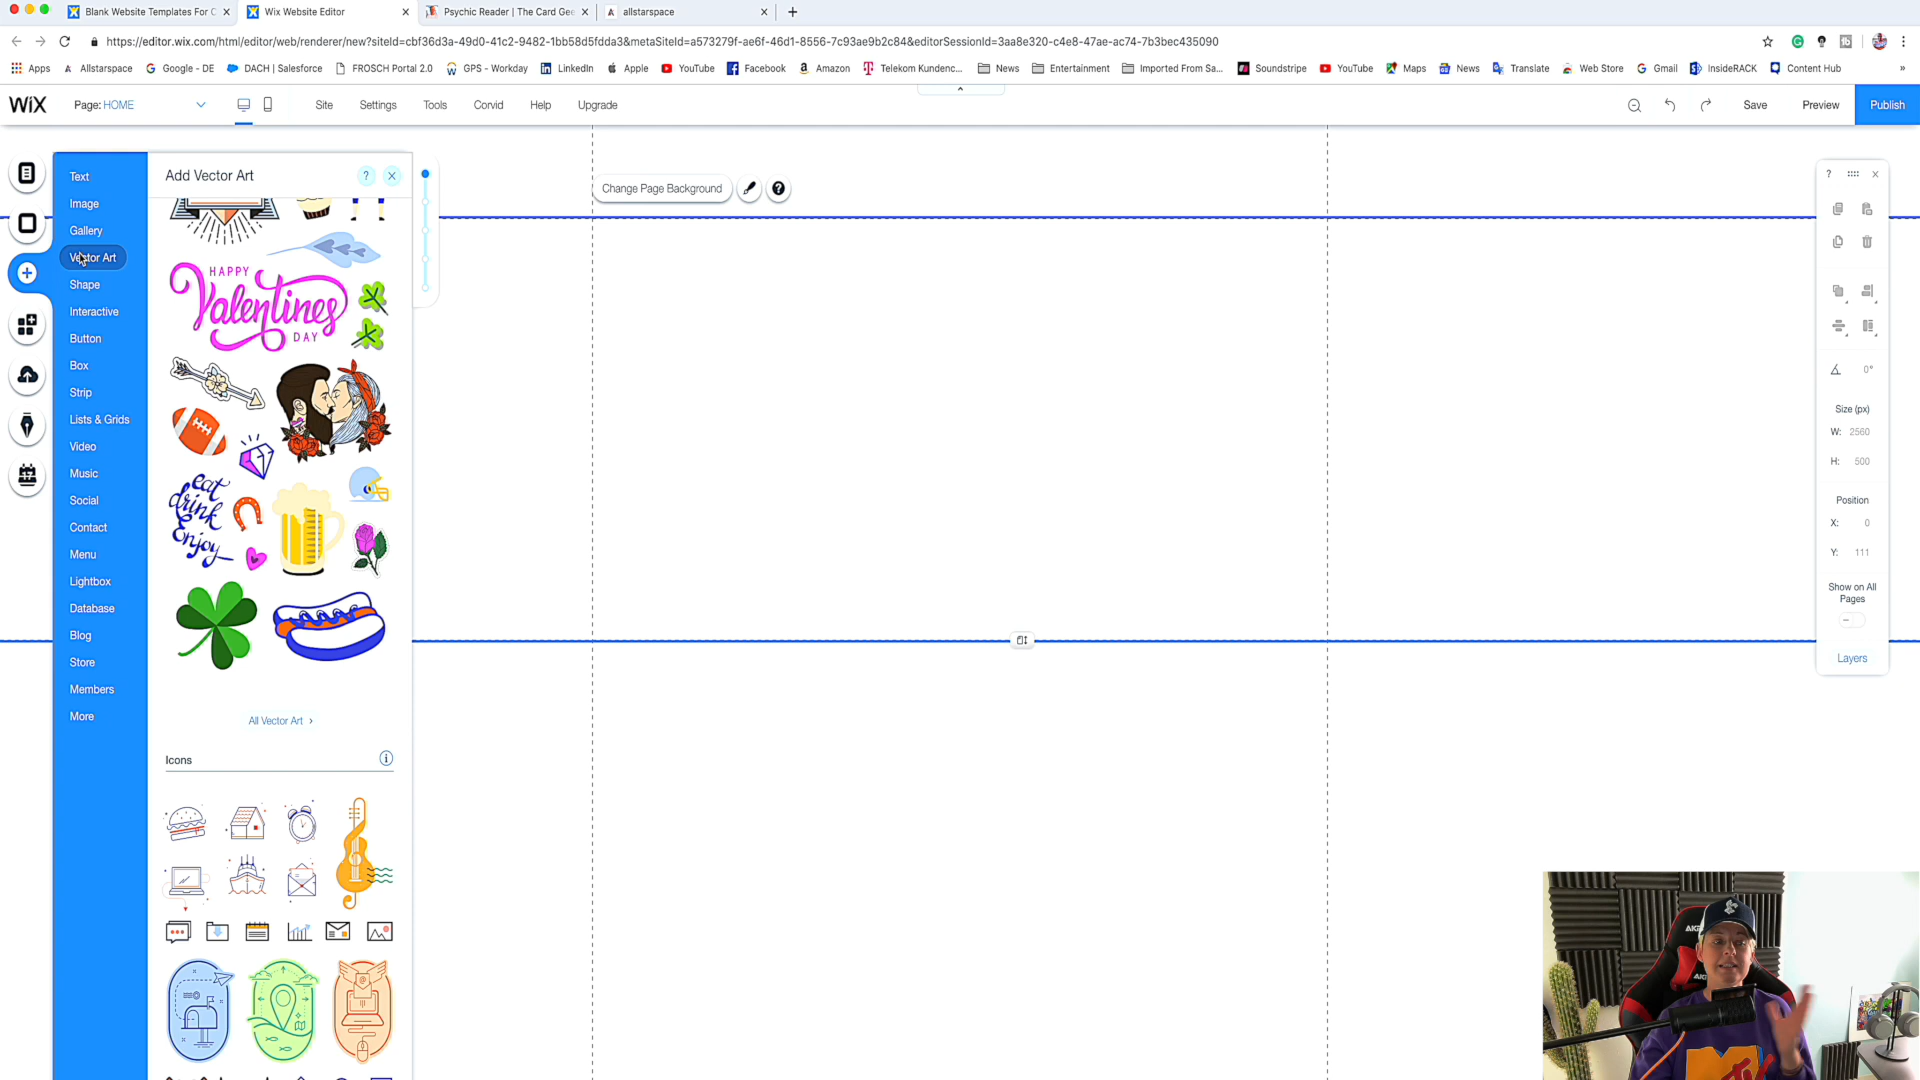 Blank Website Templates For C
Wix Website Editor
Psychic Reader | The Card Gee
allstarspace
https://editor.wix.com/html/editor/web/renderer/new?siteId=cbf36d3a-49d0-41c2-9482-1bb58d5fdda3&metaSiteId=a573279f-ae6f-46d1-8556-7c93ae9b2c84&editorSessionId=3aa8e320-c4e8-47ae-ac74-7b3bec435090
Apps
Allstarspace
Google - DE
DACH | Salesforce
FROSCH Portal 2.0
GPS - Workday
LinkedIn
Apple
YouTube
Facebook
Amazon
Telekom Kundenc...
News
Entertainment
Imported From Sa...
Soundstripe
YouTube
Maps
News
Translate
Web Store
Gmail
InsideRACK
Content Hub
WiX
Page: HOME
Site
Settings
Tools
Corvid
Help
Upgrade
Save
Preview
Publish
Text
Image
Gallery
Vector Art
Shape
Interactive
Button
Box
Strip
Lists & Grids
Video
Music
Social
Contact
Menu
Lightbox
Database
Blog
Store
Members
More
Add Vector Art
HAPPY
Valentines
DAY
eat
drink
Enjoy
All Vector Art >
Icons
Change Page Background
0°
Size (px)
W: 2560
H: 500
Position
X: 0
Y: 111
Show on All
Pages
Layers